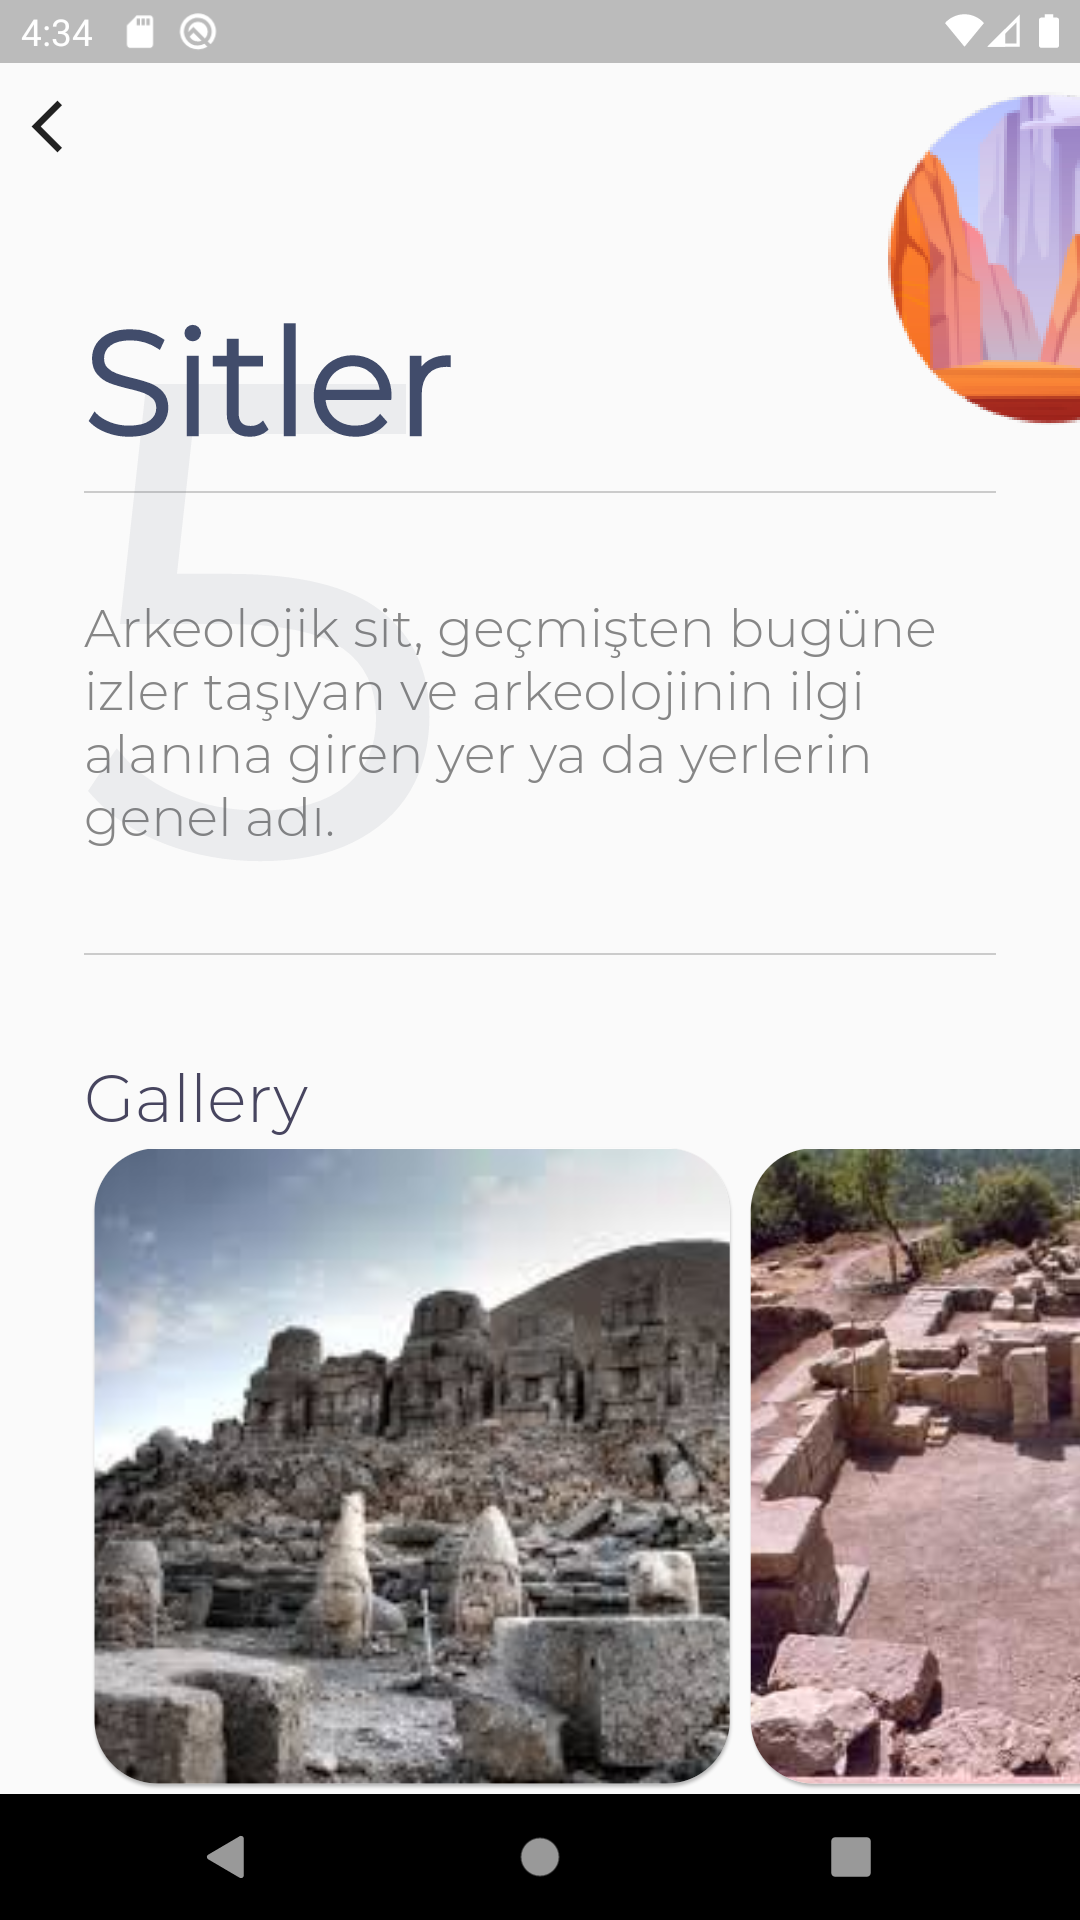 4:34
Sitler
5
Arkeolojik sit, geçmişten bugüne
izler taşıyan ve arkeolojinin ilgi
alanına giren yer ya da yerlerin
genel adı.
Gallery